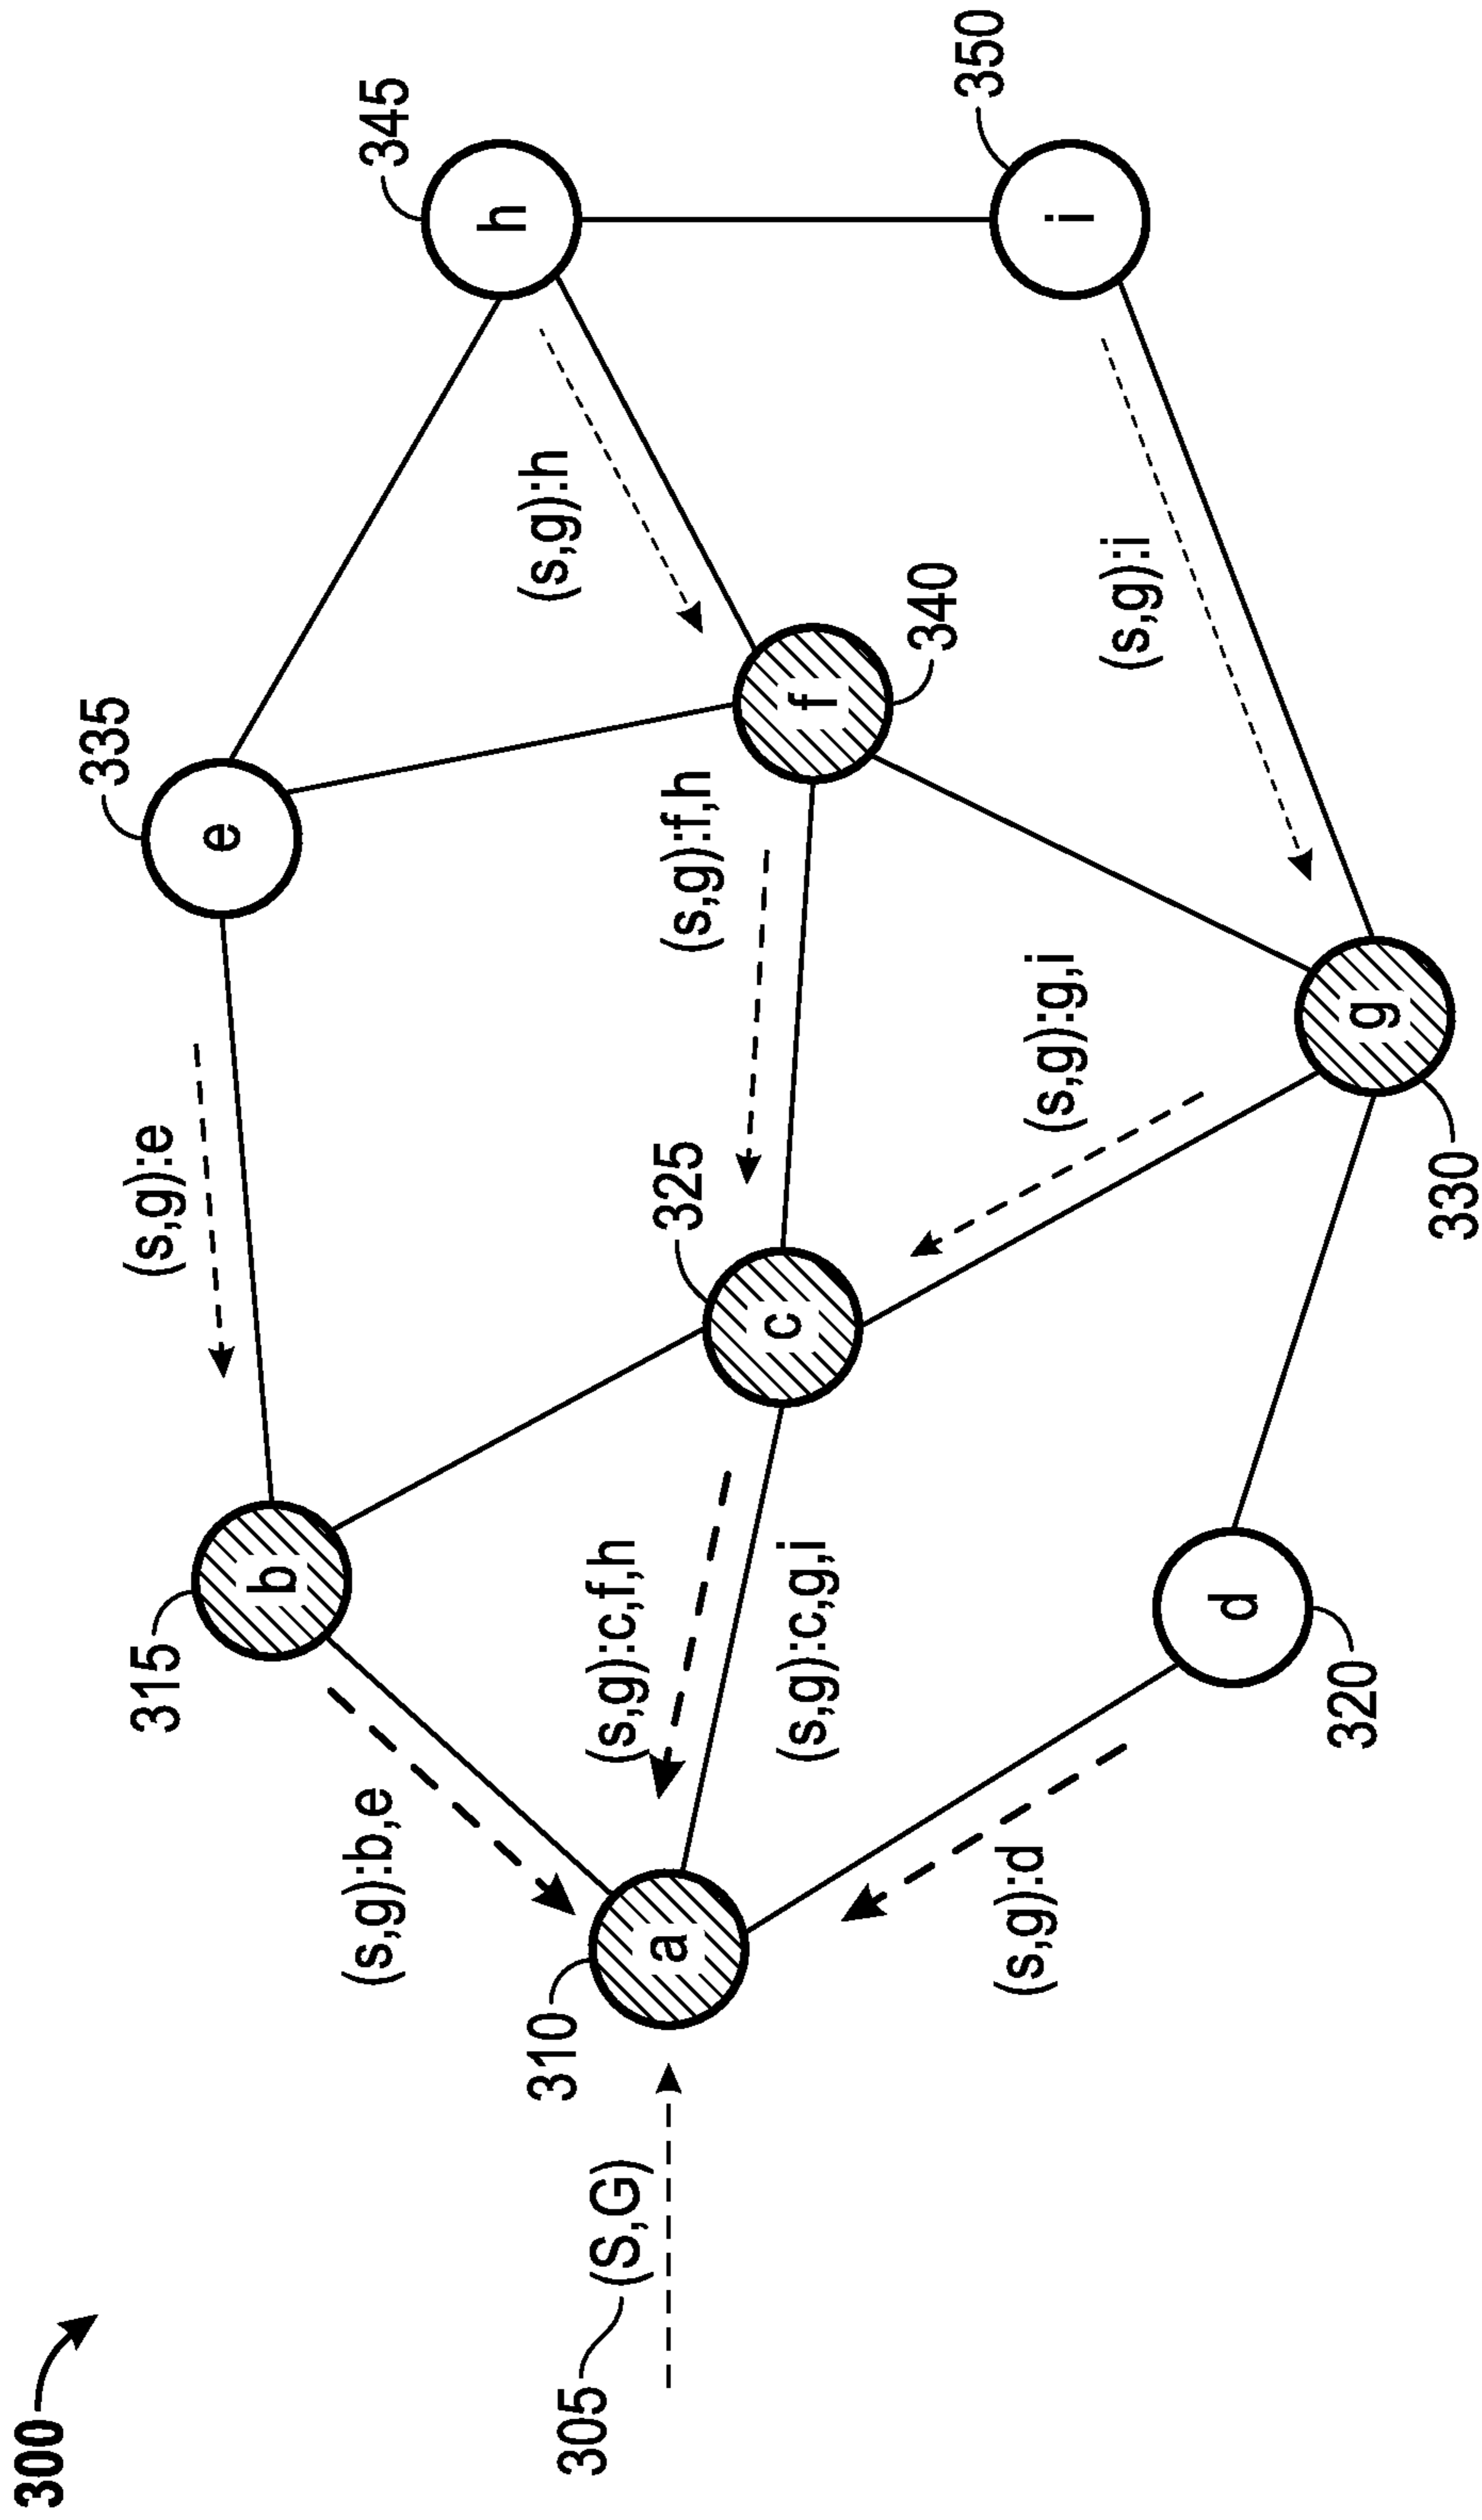 300
305
(S,G)
310
a
315
b
(s,g):b,e
(s,g):c,f,h
(s,g):c,g,i
(s,g):d
320
d
325
c
(s,g):e
335
e
(s,g):f,h
(s,g):g,i
330
g
340
f
(s,g):h
(s,g):i
345
h
350
i